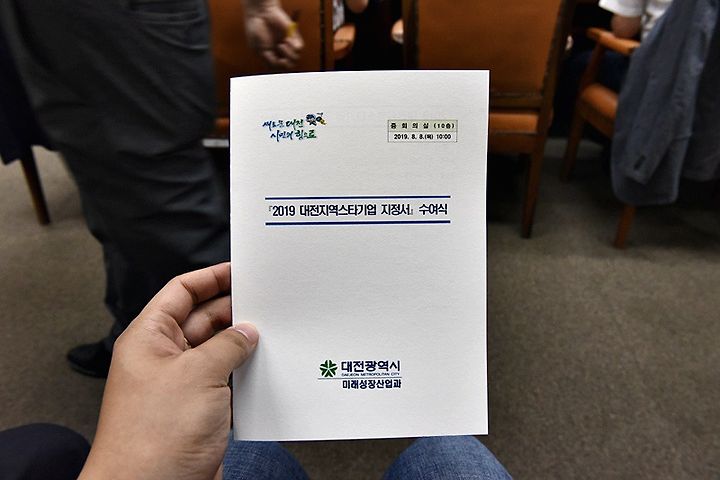 새로운 대전
시민의 힘으로
중회의실 (10층)
2019. 8. 8.(목) 10:00
『2019 대전지역스타기업 지정서』 수여식
대전광역시
DAEJEON METROPOLITAN CITY
미래성장산업과